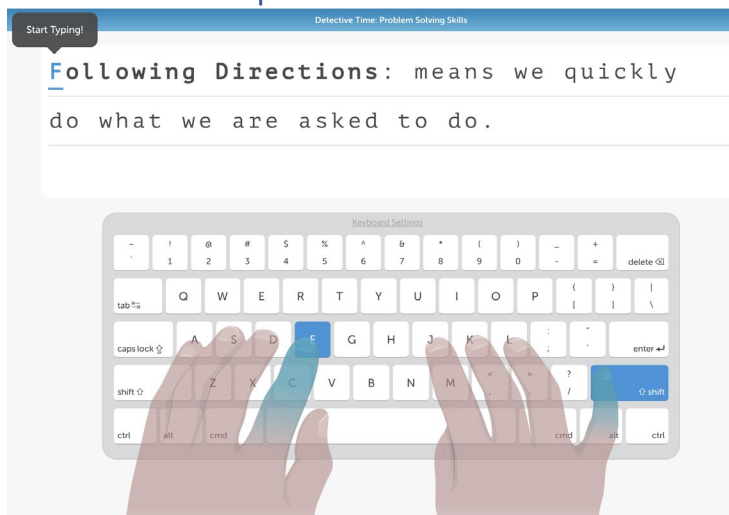 Detective Time: Problem Solving Skills
Start Typing!
Following Directions: means we quickly
do what we are asked to do.
Keyboard Settings
~ ! @ # $ % ^ & * ( ) _ +
` 1 2 3 4 5 6 7 8 9 0 - = delete
tab Q W E R T Y U I O P { } |
[ ] \
caps lock A S D F G H J K L : " enter
; '
shift Z X C V B N M < > ? shift
, . /
ctrl alt cmd cmd alt ctrl